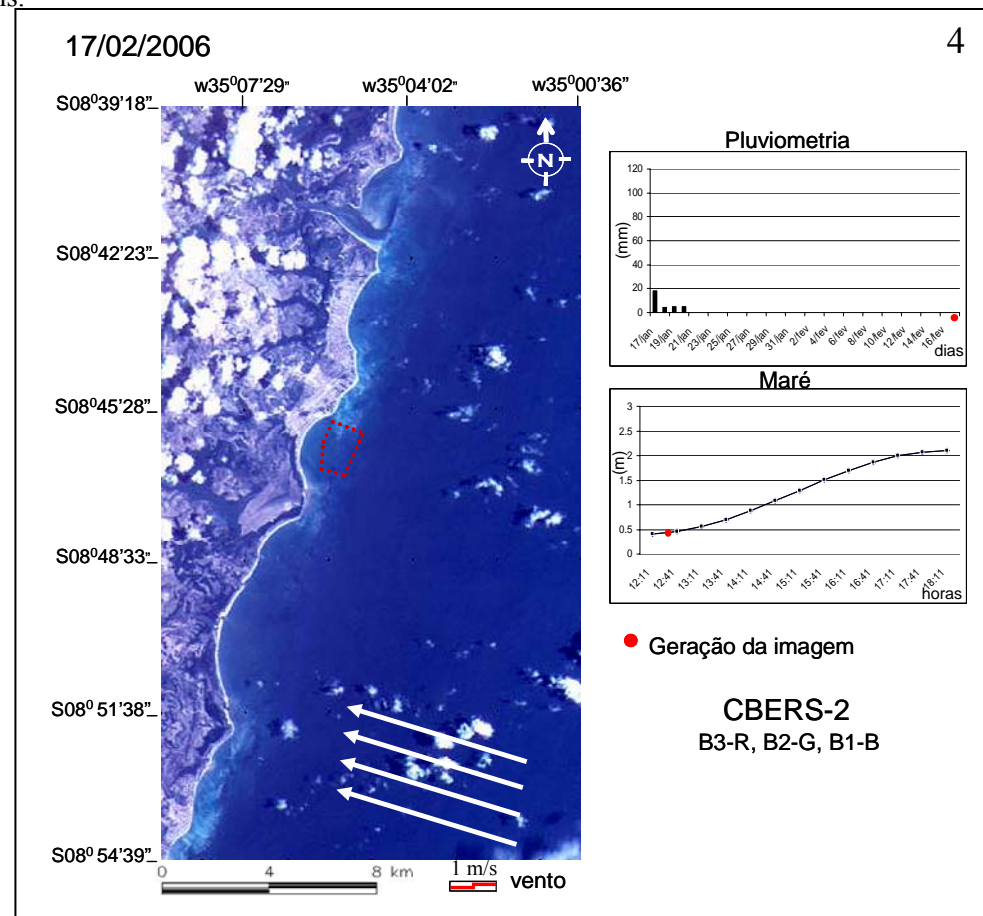 is.
17/02/2006
4
w35⁰07’29”
w35⁰04’02”
w35⁰00’36”
S08⁰39’18”
S08⁰42’23”
S08⁰45’28”
S08⁰48’33”
S08⁰51’38”
S08⁰54’39”
N
0 4 8 km
1 m/s
vento
Pluviometria
(mm)
120
100
80
60
40
20
0
17/jan 19/jan 21/jan 23/jan 25/jan 27/jan 29/jan 31/jan 2/fev 4/fev 6/fev 8/fev 10/fev 12/fev 14/fev 16/fev
dias
Maré
(m)
3
2.5
2
1.5
1
0.5
0
12:11 12:41 13:11 13:41 14:11 14:41 15:11 15:41 16:11 16:41 17:11 17:41 18:11
horas
Geração da imagem
CBERS-2
B3-R, B2-G, B1-B